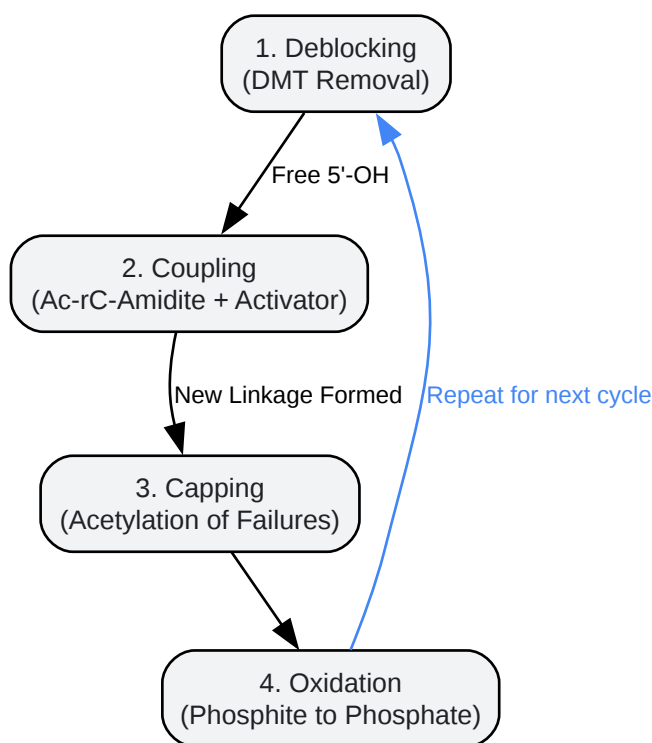 1. Deblocking
(DMT Removal)
Free 5'-OH
2. Coupling
(Ac-rC-Amidite + Activator)
New Linkage Formed
Repeat for next cycle
3. Capping
(Acetylation of Failures)
4. Oxidation
(Phosphite to Phosphate)